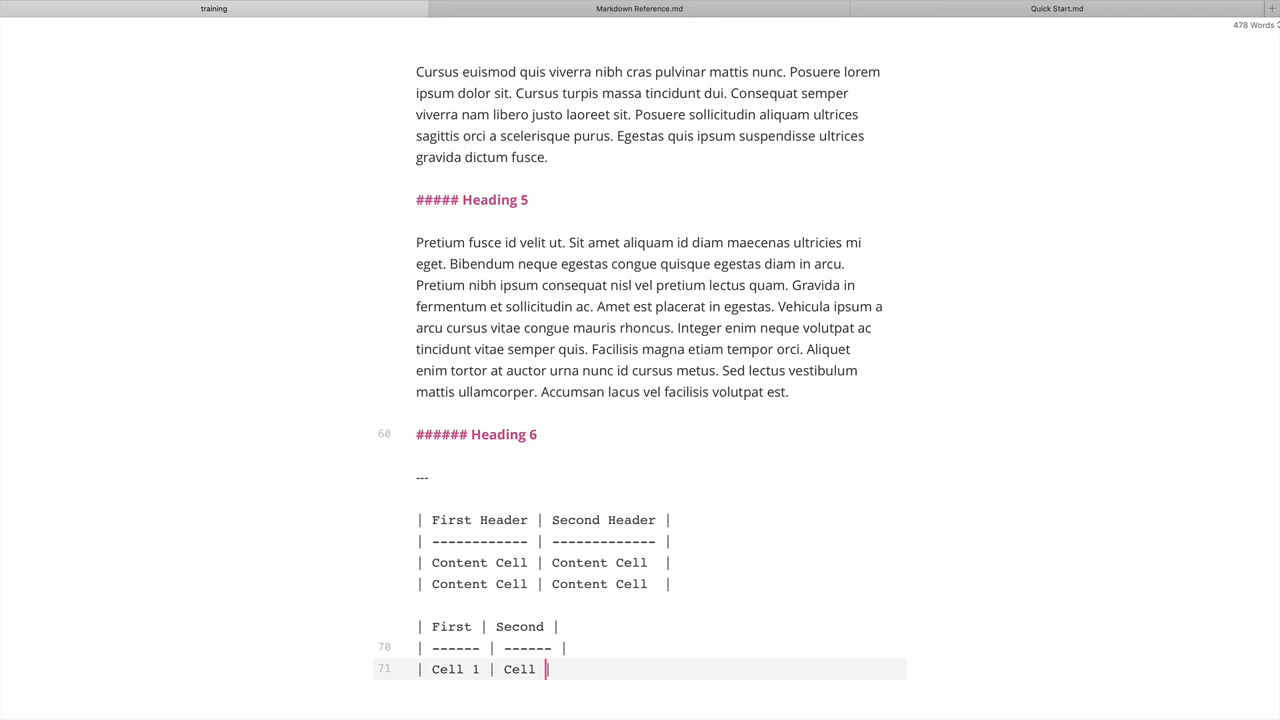 training
Markdown Reference.md
Quick Start.md
+
478 Words
Cursus euismod quis viverra nibh cras pulvinar mattis nunc. Posuere lorem
ipsum dolor sit. Cursus turpis massa tincidunt dui. Consequat semper
viverra nam libero justo laoreet sit. Posuere sollicitudin aliquam ultrices
sagittis orci a scelerisque purus. Egestas quis ipsum suspendisse ultrices
gravida dictum fusce.
##### Heading 5
Pretium fusce id velit ut. Sit amet aliquam id diam maecenas ultricies mi
eget. Bibendum neque egestas congue quisque egestas diam in arcu.
Pretium nibh ipsum consequat nisl vel pretium lectus quam. Gravida in
fermentum et sollicitudin ac. Amet est placerat in egestas. Vehicula ipsum a
arcu cursus vitae congue mauris rhoncus. Integer enim neque volutpat ac
tincidunt vitae semper quis. Facilisis magna etiam tempor orci. Aliquet
enim tortor at auctor urna nunc id cursus metus. Sed lectus vestibulum
mattis ullamcorper. Accumsan lacus vel facilisis volutpat est.
60 ###### Heading 6
---
| First Header | Second Header |
| ------------ | ------------- |
| Content Cell | Content Cell  |
| Content Cell | Content Cell  |
| First | Second |
70 | ------ | ------ |
71 | Cell 1 | Cell |